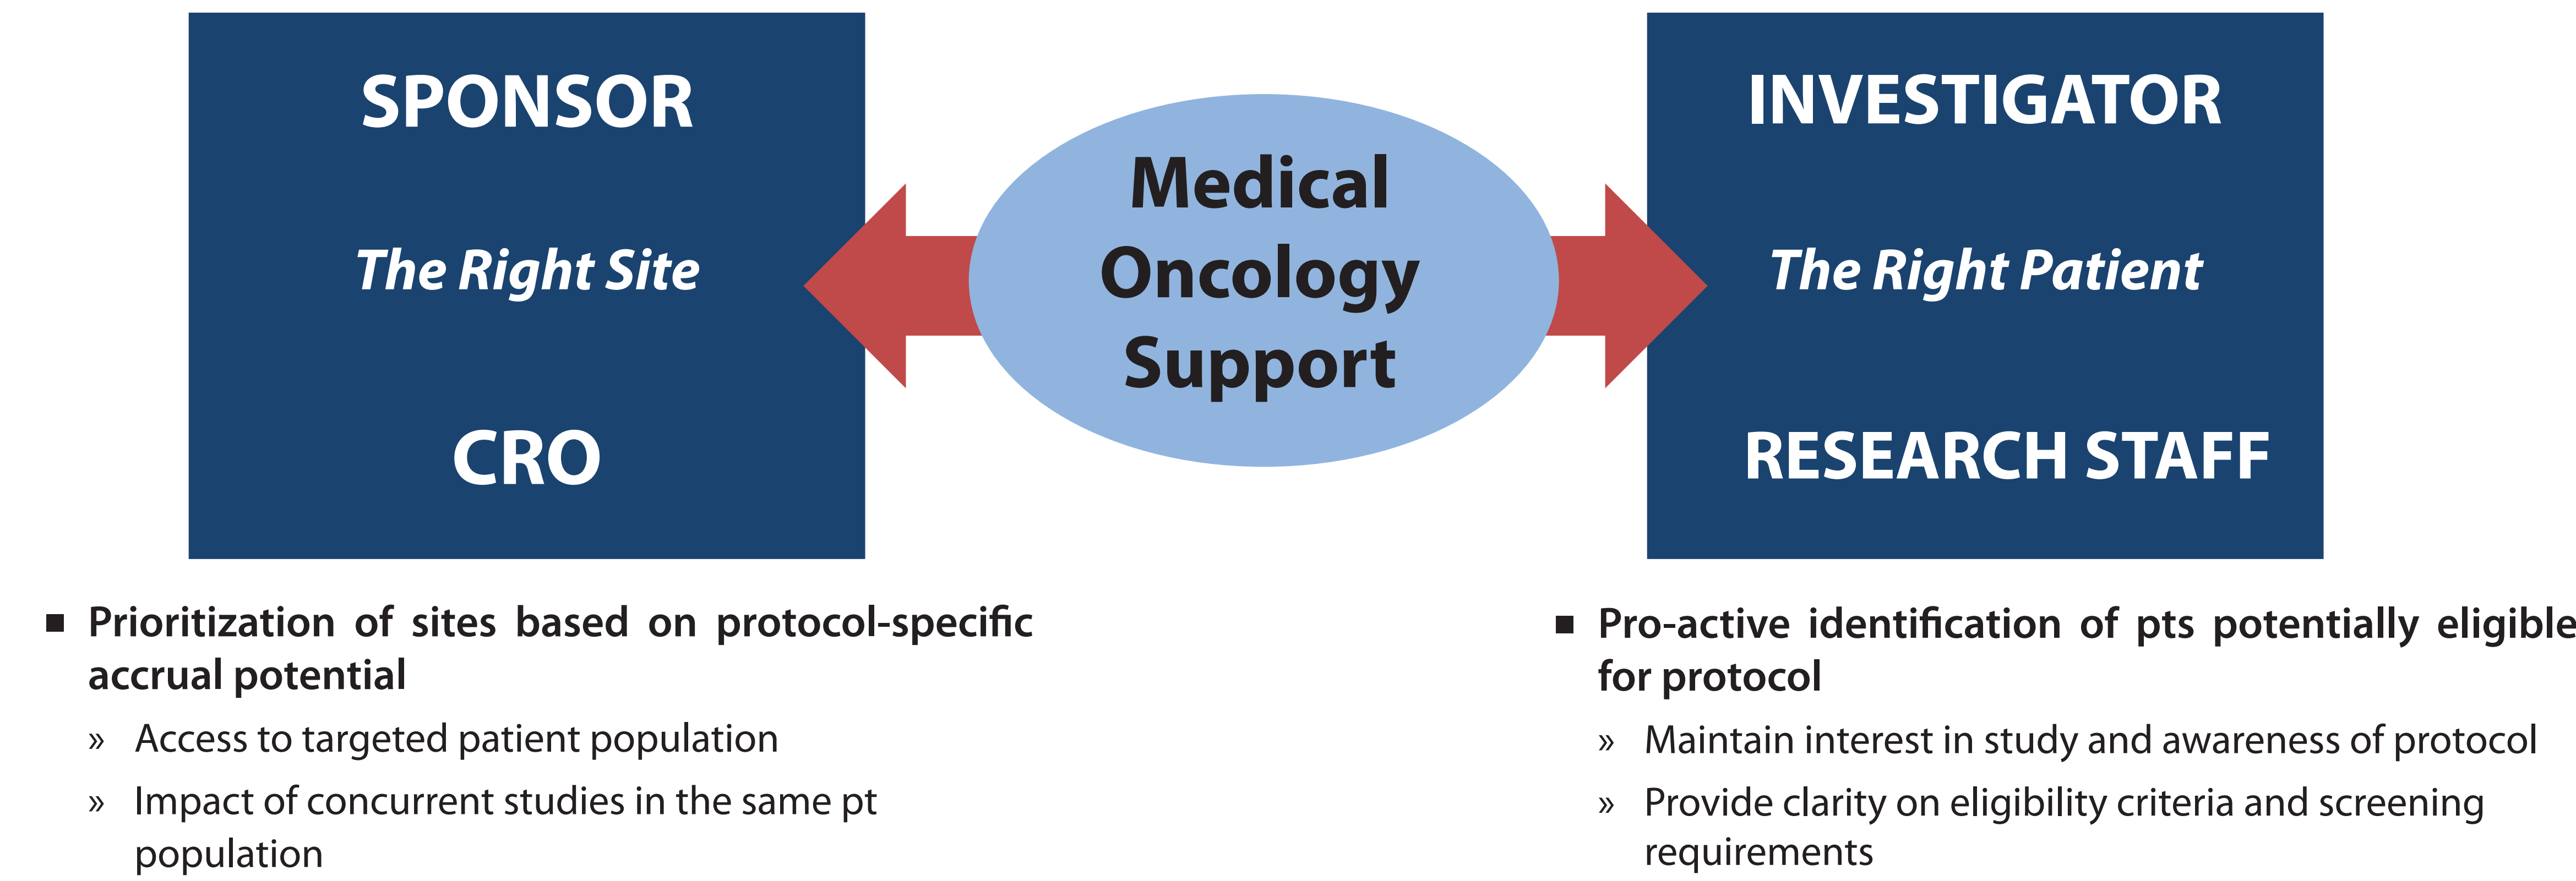 SPONSOR
The Right Site
CRO
Medical
Oncology
Support
INVESTIGATOR
The Right Patient
RESEARCH STAFF
■ Prioritization of sites based on protocol-specific
accrual potential
» Access to targeted patient population
» Impact of concurrent studies in the same pt
population
■ Pro-active identification of pts potentially eligible
for protocol
» Maintain interest in study and awareness of protocol
» Provide clarity on eligibility criteria and screening
requirements